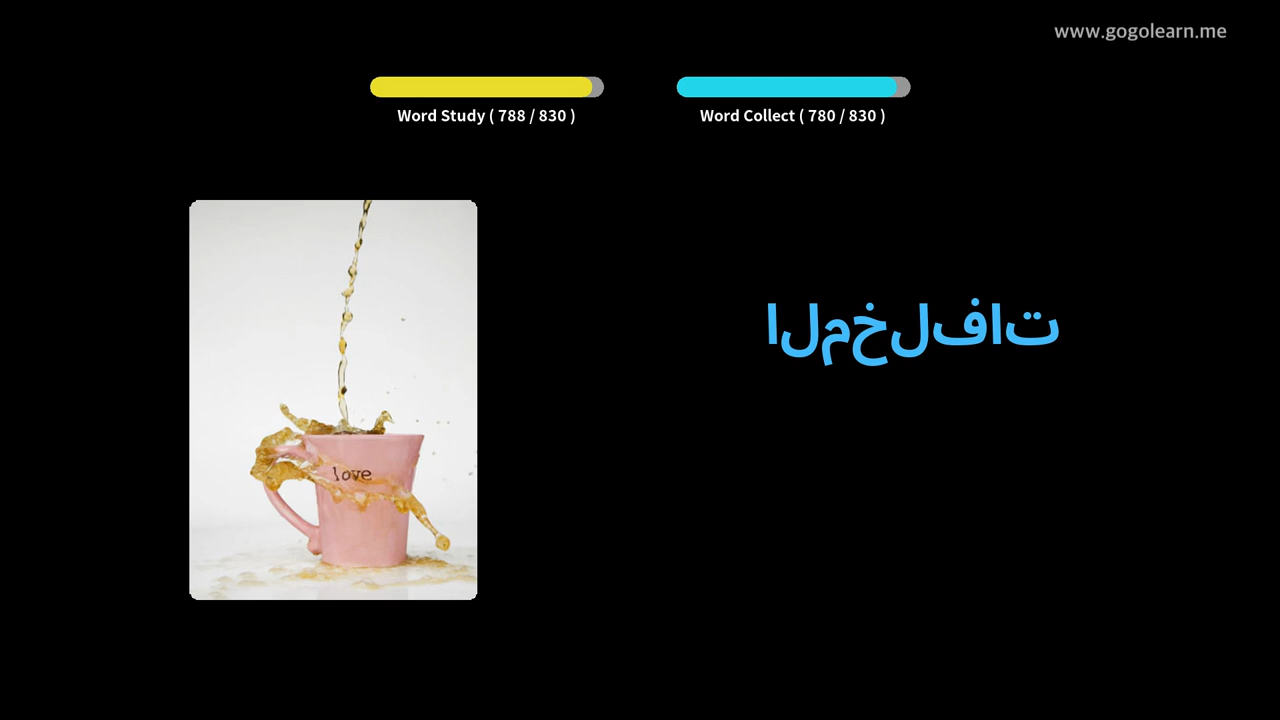 www.gogolearn.me
Word Study ( 788 / 830 )
Word Collect ( 780 / 830 )
المخلفات
love